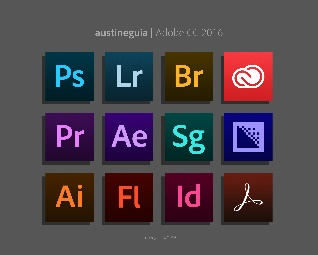 austineguia | Adobe CC 2016
Ps Lr Br
Pr Ae Sg
Ai Fl Id